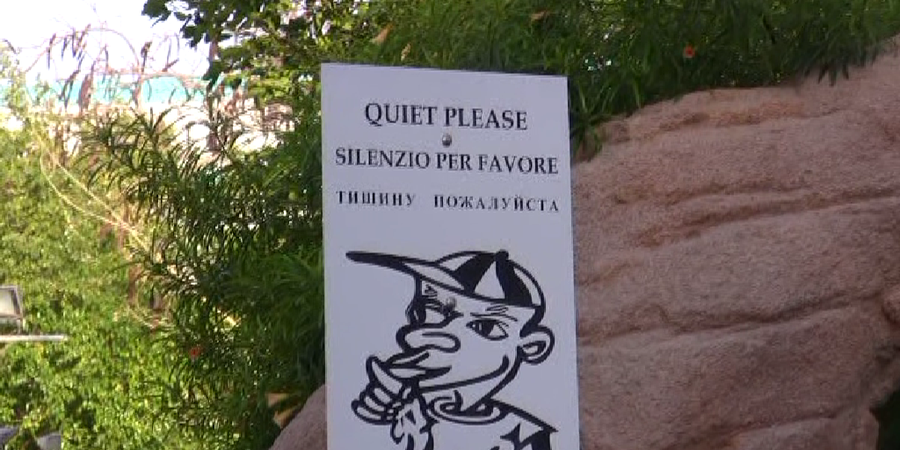 QUIET PLEASE
SILENZIO PER FAVORE
ТИШИНУ ПОЖАЛУЙСТА